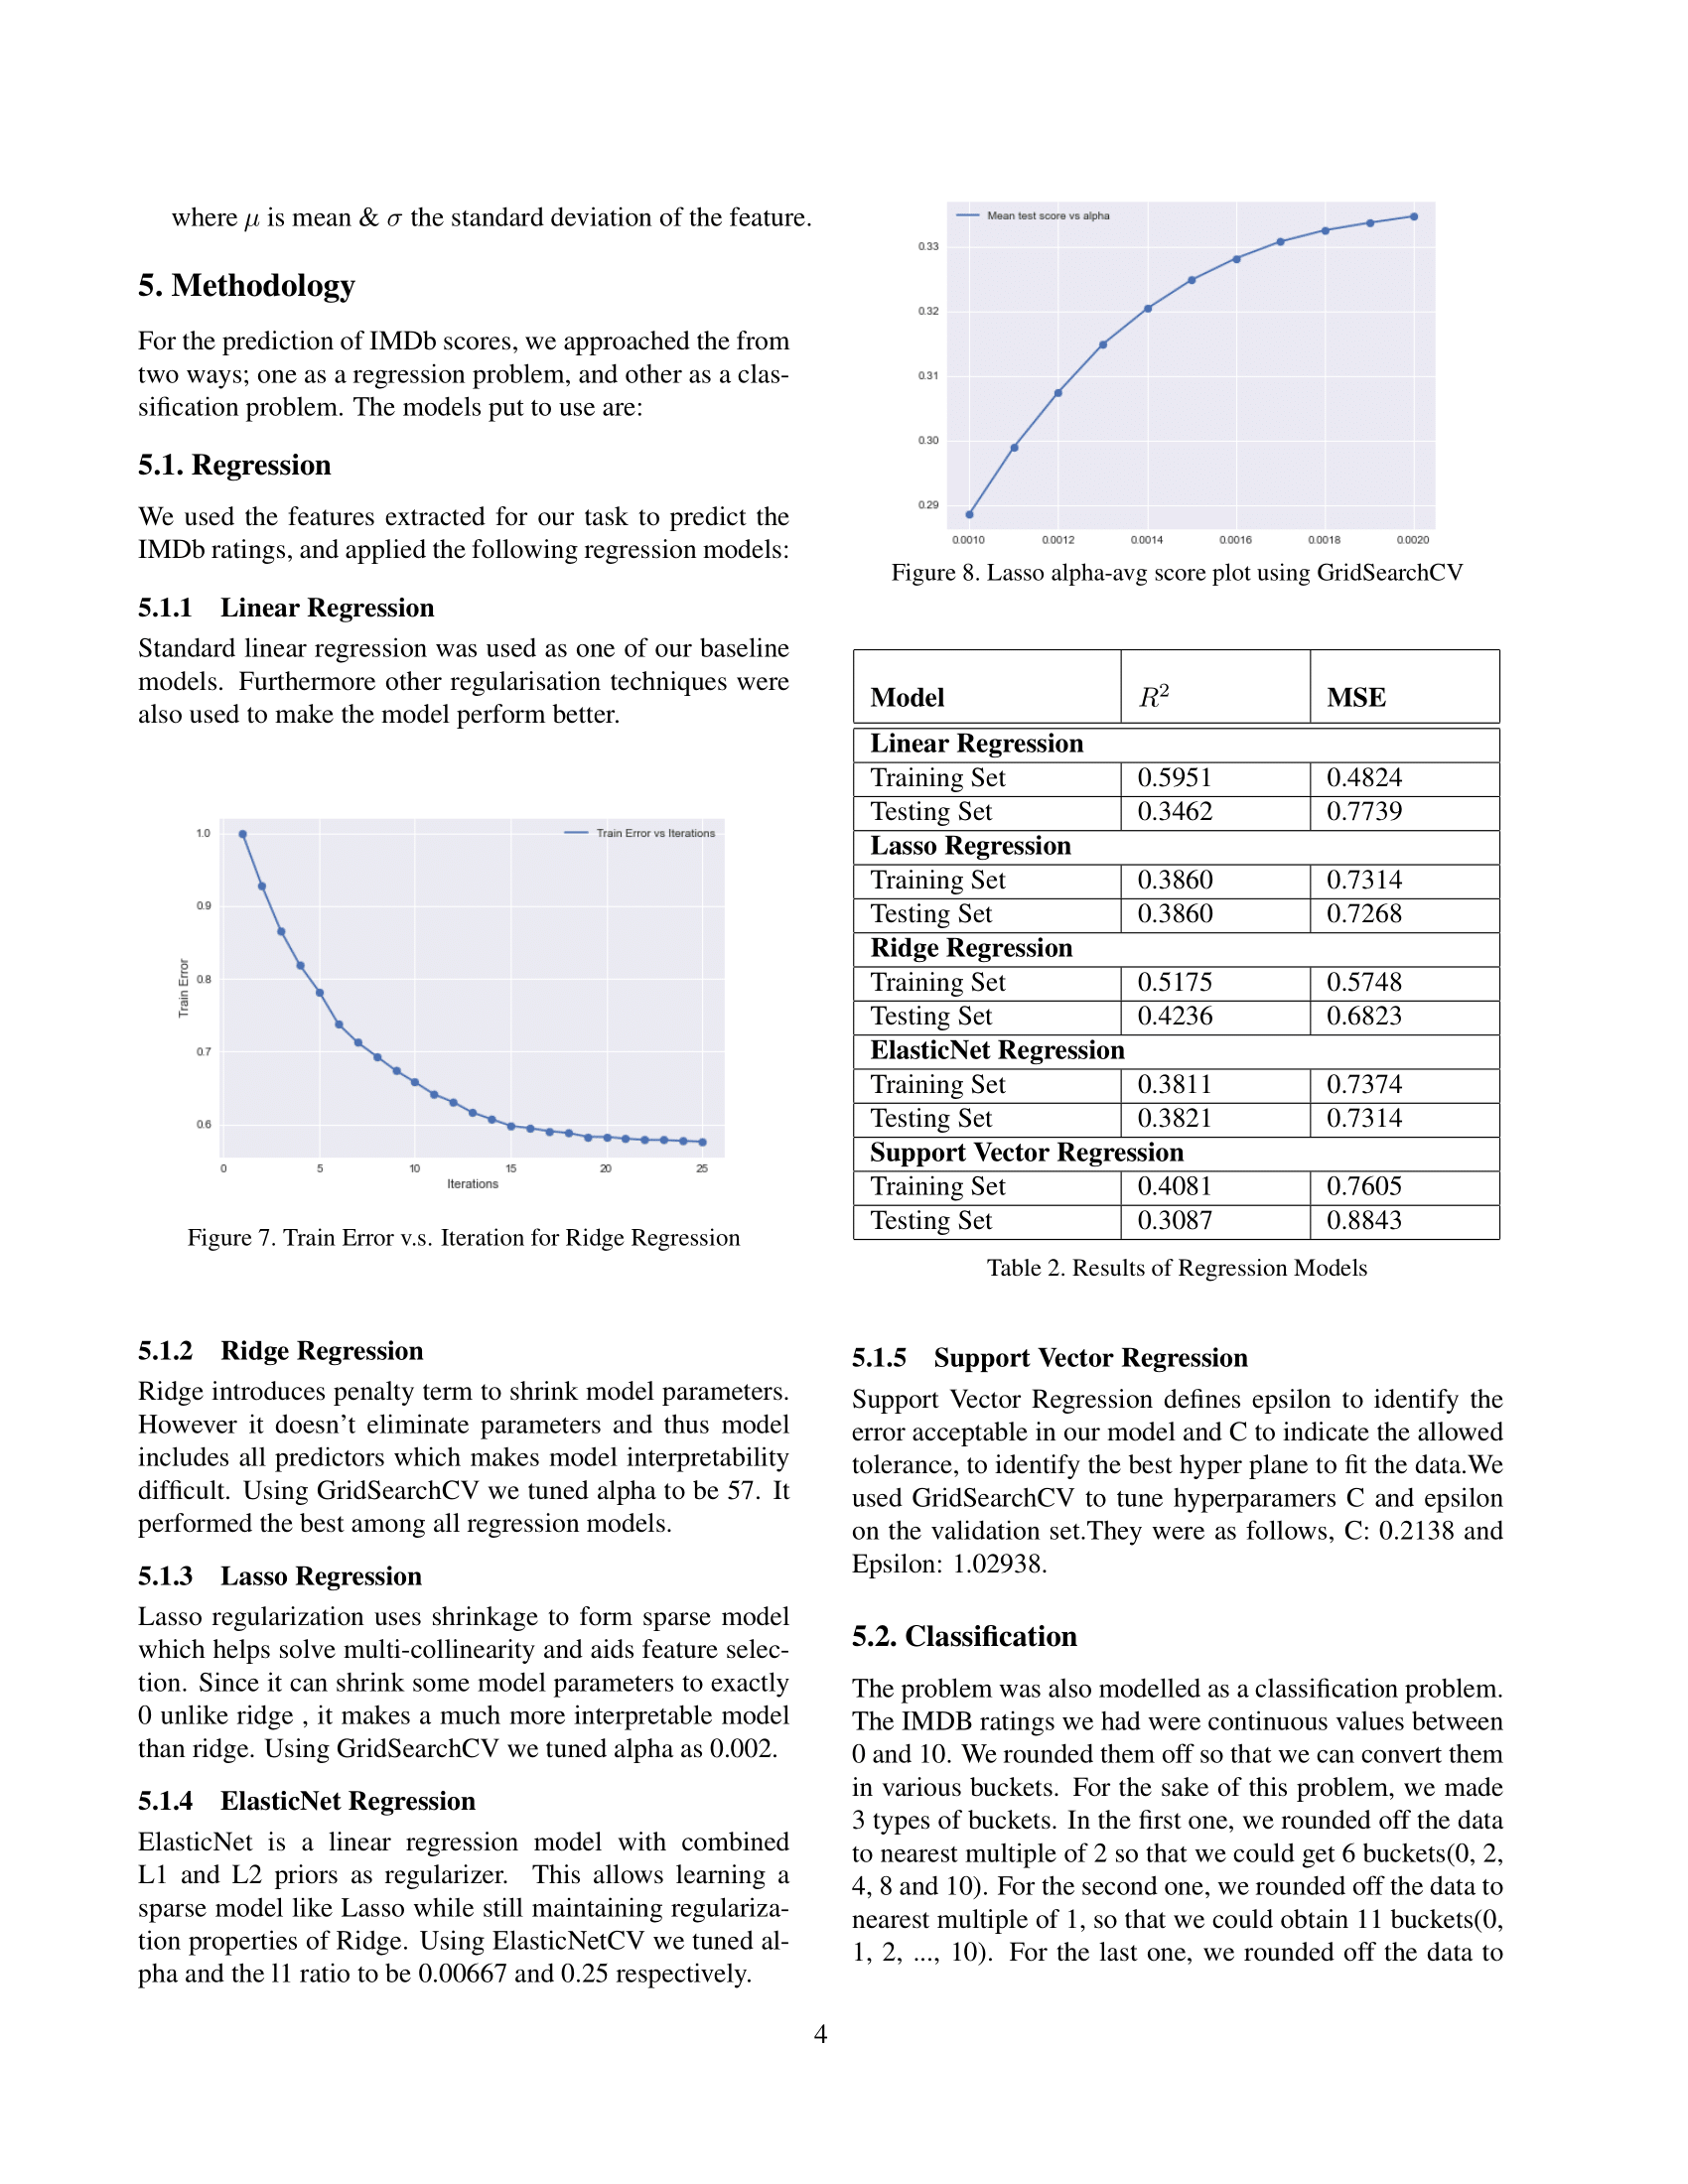 where μ is mean & σ the standard deviation of the feature.
5. Methodology
For the prediction of IMDb scores, we approached the from
two ways; one as a regression problem, and other as a clas-
sification problem. The models put to use are:
5.1. Regression
We used the features extracted for our task to predict the
IMDb ratings, and applied the following regression models:
5.1.1 Linear Regression
Standard linear regression was used as one of our baseline
models. Furthermore other regularisation techniques were
also used to make the model perform better.
Train Error vs Iterations
1.0
0.9
0.8
0.7
0.6
Train Error
0 5 10 15 20 25
Iterations
Figure 7. Train Error v.s. Iteration for Ridge Regression
5.1.2 Ridge Regression
Ridge introduces penalty term to shrink model parameters.
However it doesn't eliminate parameters and thus model
includes all predictors which makes model interpretability
difficult. Using GridSearchCV we tuned alpha to be 57. It
performed the best among all regression models.
5.1.3 Lasso Regression
Lasso regularization uses shrinkage to form sparse model
which helps solve multi-collinearity and aids feature selec-
tion. Since it can shrink some model parameters to exactly
0 unlike ridge , it makes a much more interpretable model
than ridge. Using GridSearchCV we tuned alpha as 0.002.
5.1.4 ElasticNet Regression
ElasticNet is a linear regression model with combined
L1 and L2 priors as regularizer. This allows learning a
sparse model like Lasso while still maintaining regulariza-
tion properties of Ridge. Using ElasticNetCV we tuned al-
pha and the l1 ratio to be 0.00667 and 0.25 respectively.
Mean test score vs alpha
0.33
0.32
0.31
0.30
0.29
0.0010 0.0012 0.0014 0.0016 0.0018 0.0020
Figure 8. Lasso alpha-avg score plot using GridSearchCV
Model R² MSE
Linear Regression
Training Set 0.5951 0.4824
Testing Set 0.3462 0.7739
Lasso Regression
Training Set 0.3860 0.7314
Testing Set 0.3860 0.7268
Ridge Regression
Training Set 0.5175 0.5748
Testing Set 0.4236 0.6823
ElasticNet Regression
Training Set 0.3811 0.7374
Testing Set 0.3821 0.7314
Support Vector Regression
Training Set 0.4081 0.7605
Testing Set 0.3087 0.8843
Table 2. Results of Regression Models
5.1.5 Support Vector Regression
Support Vector Regression defines epsilon to identify the
error acceptable in our model and C to indicate the allowed
tolerance, to identify the best hyper plane to fit the data.We
used GridSearchCV to tune hyperparamers C and epsilon
on the validation set.They were as follows, C: 0.2138 and
Epsilon: 1.02938.
5.2. Classification
The problem was also modelled as a classification problem.
The IMDB ratings we had were continuous values between
0 and 10. We rounded them off so that we can convert them
in various buckets. For the sake of this problem, we made
3 types of buckets. In the first one, we rounded off the data
to nearest multiple of 2 so that we could get 6 buckets(0, 2,
4, 8 and 10). For the second one, we rounded off the data to
nearest multiple of 1, so that we could obtain 11 buckets(0,
1, 2, ..., 10). For the last one, we rounded off the data to
4